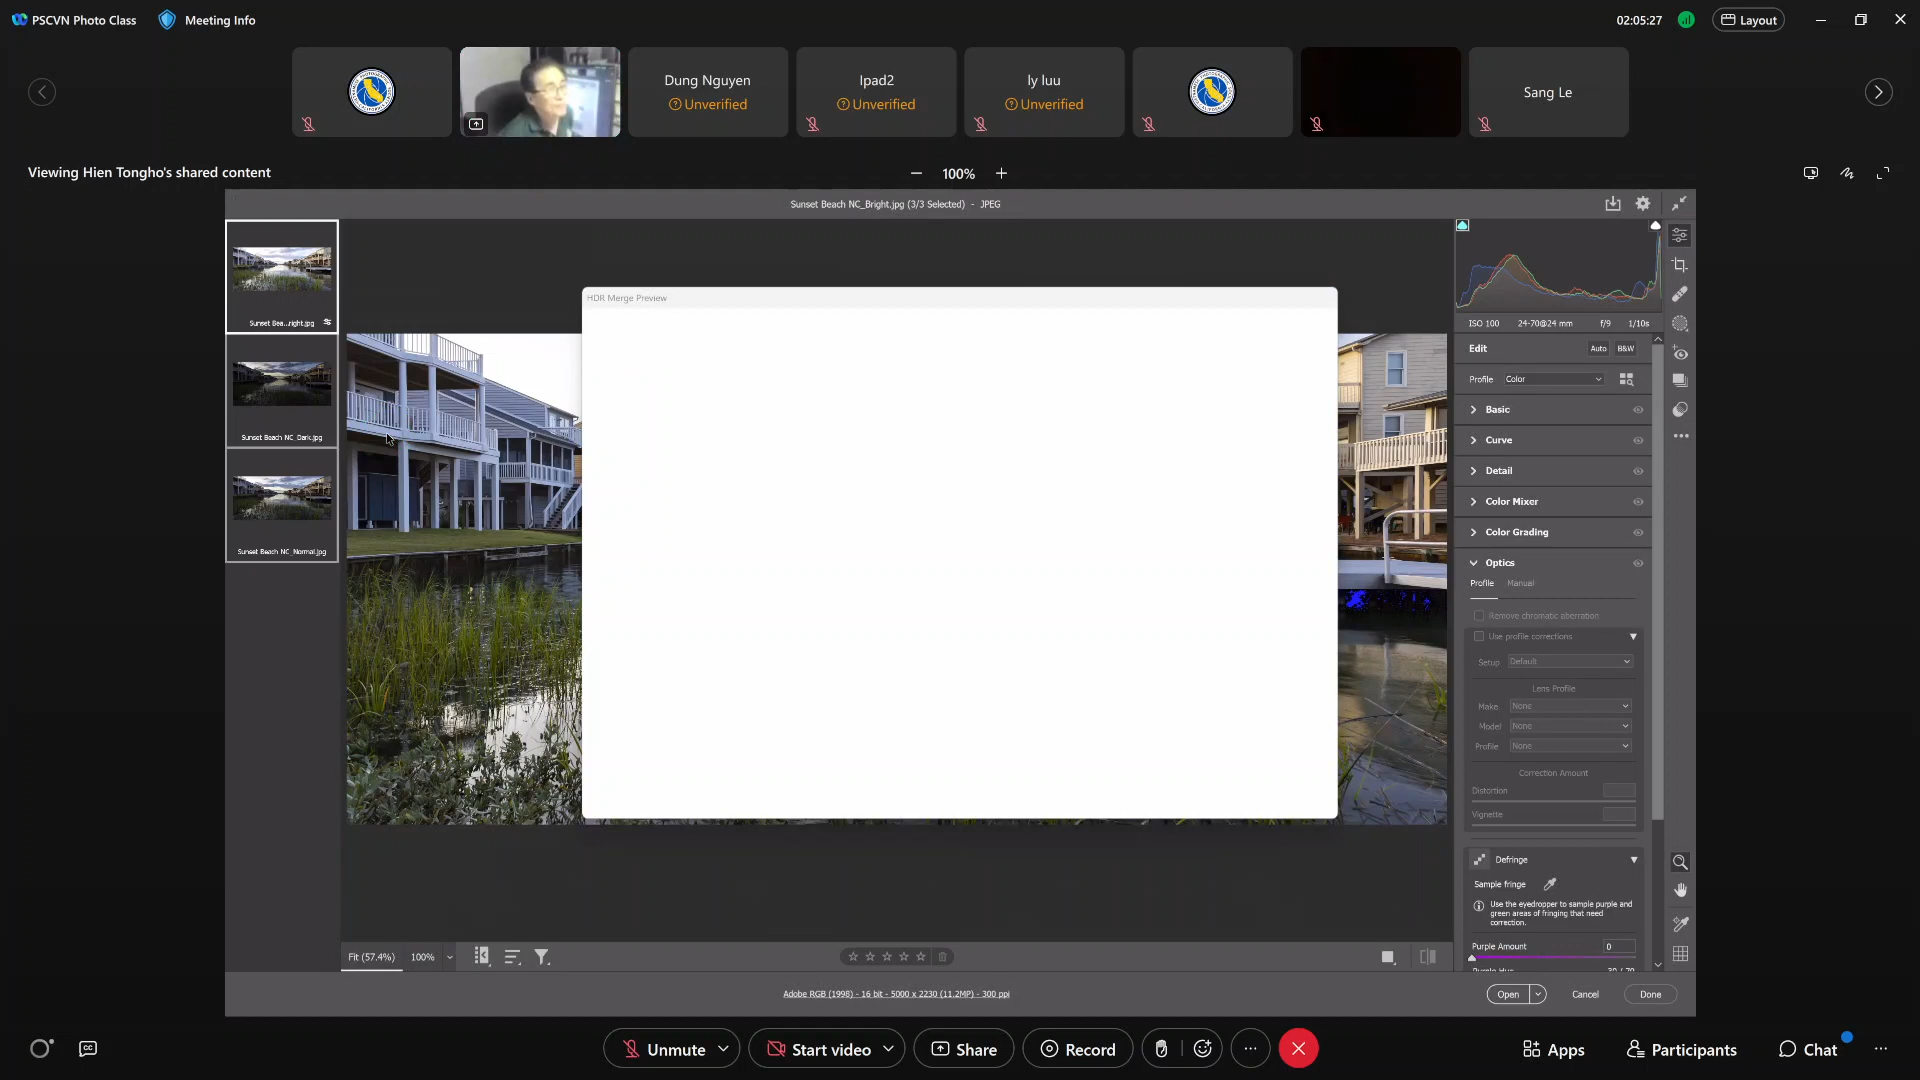 PSCVN Photo Class
Meeting Info
02:05:27
Layout
Dung Nguyen
Unverified
Ipad2
Unverified
ly luu
Unverified
Sang Le
Viewing Hien Tongho's shared content
100%
Sunset Beach NC_Bright.jpg (3/3 Selected) - JPEG
Sunset Bea...right.jpg
Sunset Beach NC_Dark.jpg
Sunset Beach NC_Normal.jpg
HDR Merge Preview
ISO 100 24-70@24 mm f/9 1/10s
Edit Auto B&W
Profile Color
Basic
Curve
Detail
Color Mixer
Color Grading
Optics
Profile Manual
Remove chromatic aberration
Use profile corrections
Setup Default
Lens Profile
Make None
Model None
Profile None
Correction Amount
Distortion
Vignette
Defringe
Sample fringe
Use the eyedropper to sample purple and
green areas of fringing that need
correction.
Purple Amount 0
Fit (57.4%) 100%
Adobe RGB (1998) - 16 bit - 5000 x 2230 (11.2MP) - 300 ppi
Open Cancel Done
CC
Unmute
Start video
Share
Record
Apps
Participants
Chat